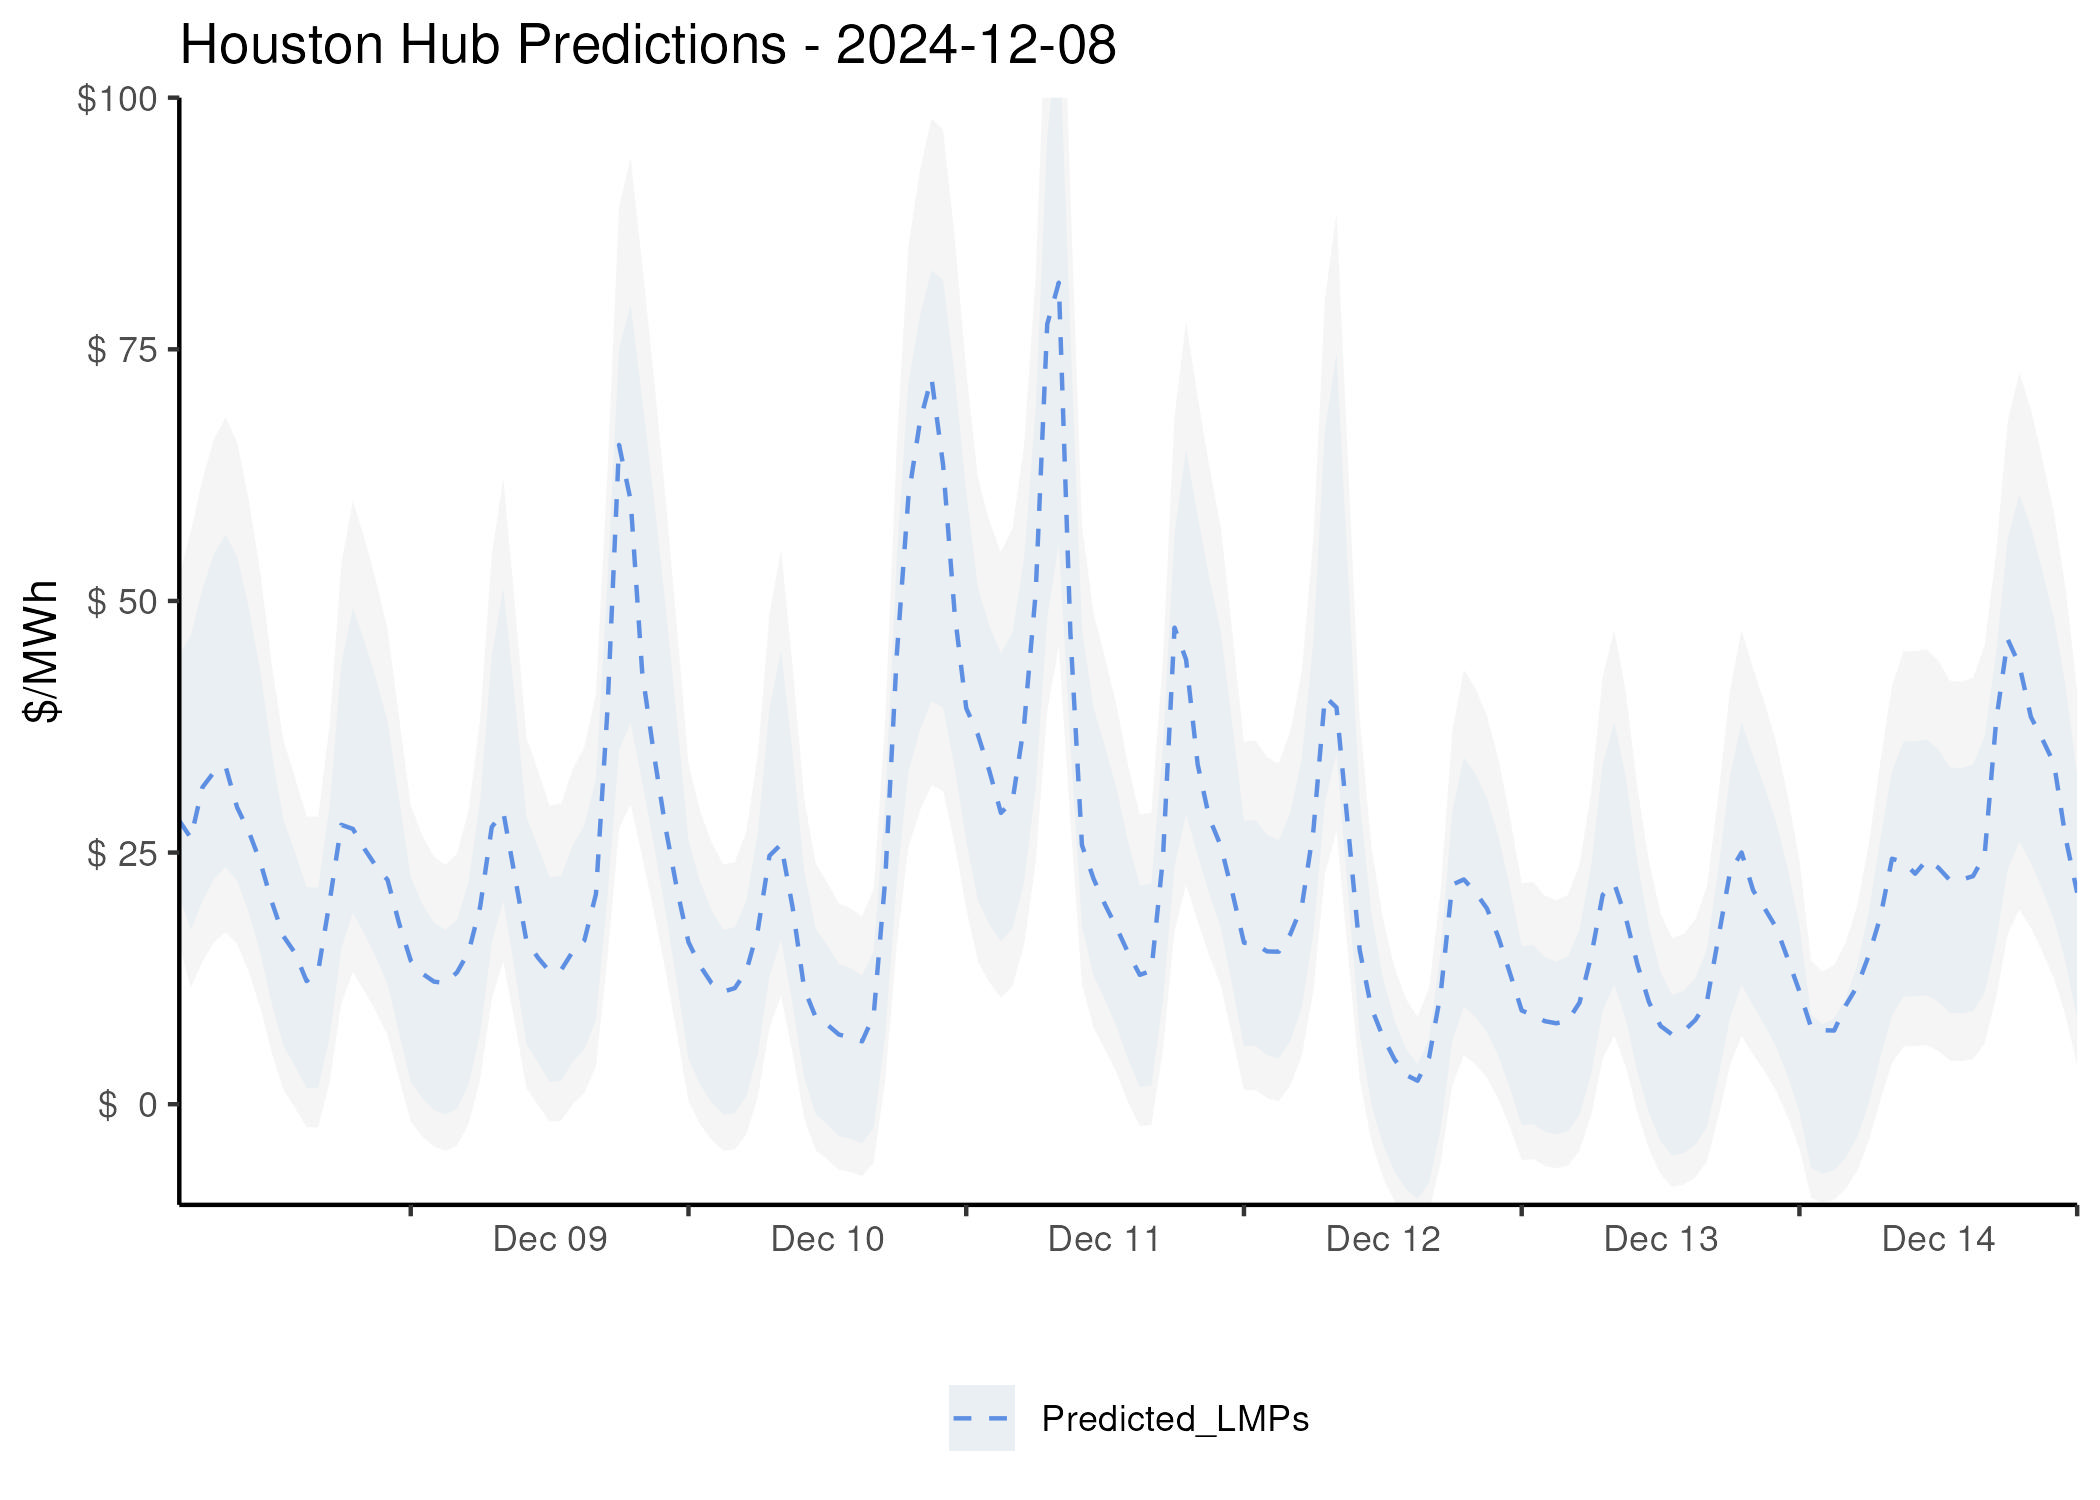 Houston Hub Predictions - 2024-12-08
$100
$ 75
$ 50
$ 25
$ 0
$/MWh
Dec 09 Dec 10 Dec 11 Dec 12 Dec 13 Dec 14
Predicted_LMPs